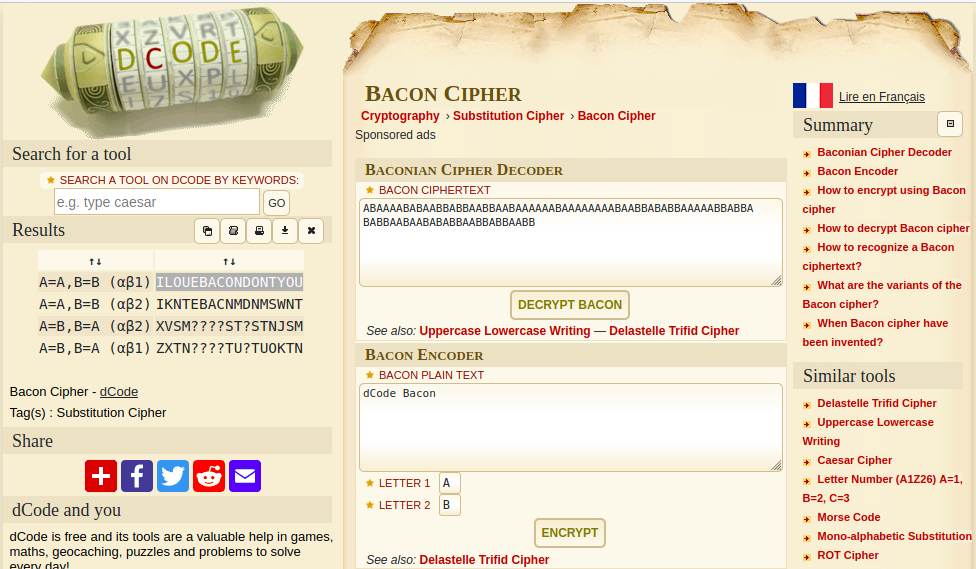 X Z V R T
D C O D E
E U X P L
Search for a tool
SEARCH A TOOL ON DCODE BY KEYWORDS:
e.g. type caesar
GO
Results
↑↓ ↑↓
A=A,B=B (αβ1) ILOUEBACONDONTYOU
A=A,B=B (αβ2) IKNTEBACNMDNMSWNT
A=B,B=A (αβ2) XVSM????ST?STNJSM
A=B,B=A (αβ1) ZXTN????TU?TUOKTN
Bacon Cipher - dCode
Tag(s) : Substitution Cipher
Share
dCode and you
dCode is free and its tools are a valuable help in games,
maths, geocaching, puzzles and problems to solve
every day!
Bacon Cipher
Cryptography › Substitution Cipher › Bacon Cipher
Sponsored ads
Baconian Cipher Decoder
BACON CIPHERTEXT
ABAAAABABAABBABBAABBAABAAAAAABAAAAAAAABAABBABABBAAAAABBABBA
BABBAABAABABABBAABBABBAABB
DECRYPT BACON
See also: Uppercase Lowercase Writing — Delastelle Trifid Cipher
Bacon Encoder
BACON PLAIN TEXT
dCode Bacon
LETTER 1 A
LETTER 2 B
ENCRYPT
See also: Delastelle Trifid Cipher
Lire en Français
Summary
Baconian Cipher Decoder
Bacon Encoder
How to encrypt using Bacon
cipher?
How to decrypt Bacon cipher
How to recognize a Bacon
ciphertext?
What are the variants of the
Bacon cipher?
When Bacon cipher have
been invented?
Similar tools
Delastelle Trifid Cipher
Uppercase Lowercase
Writing
Caesar Cipher
Letter Number (A1Z26) A=1,
B=2, C=3
Morse Code
Mono-alphabetic Substitution
ROT Cipher